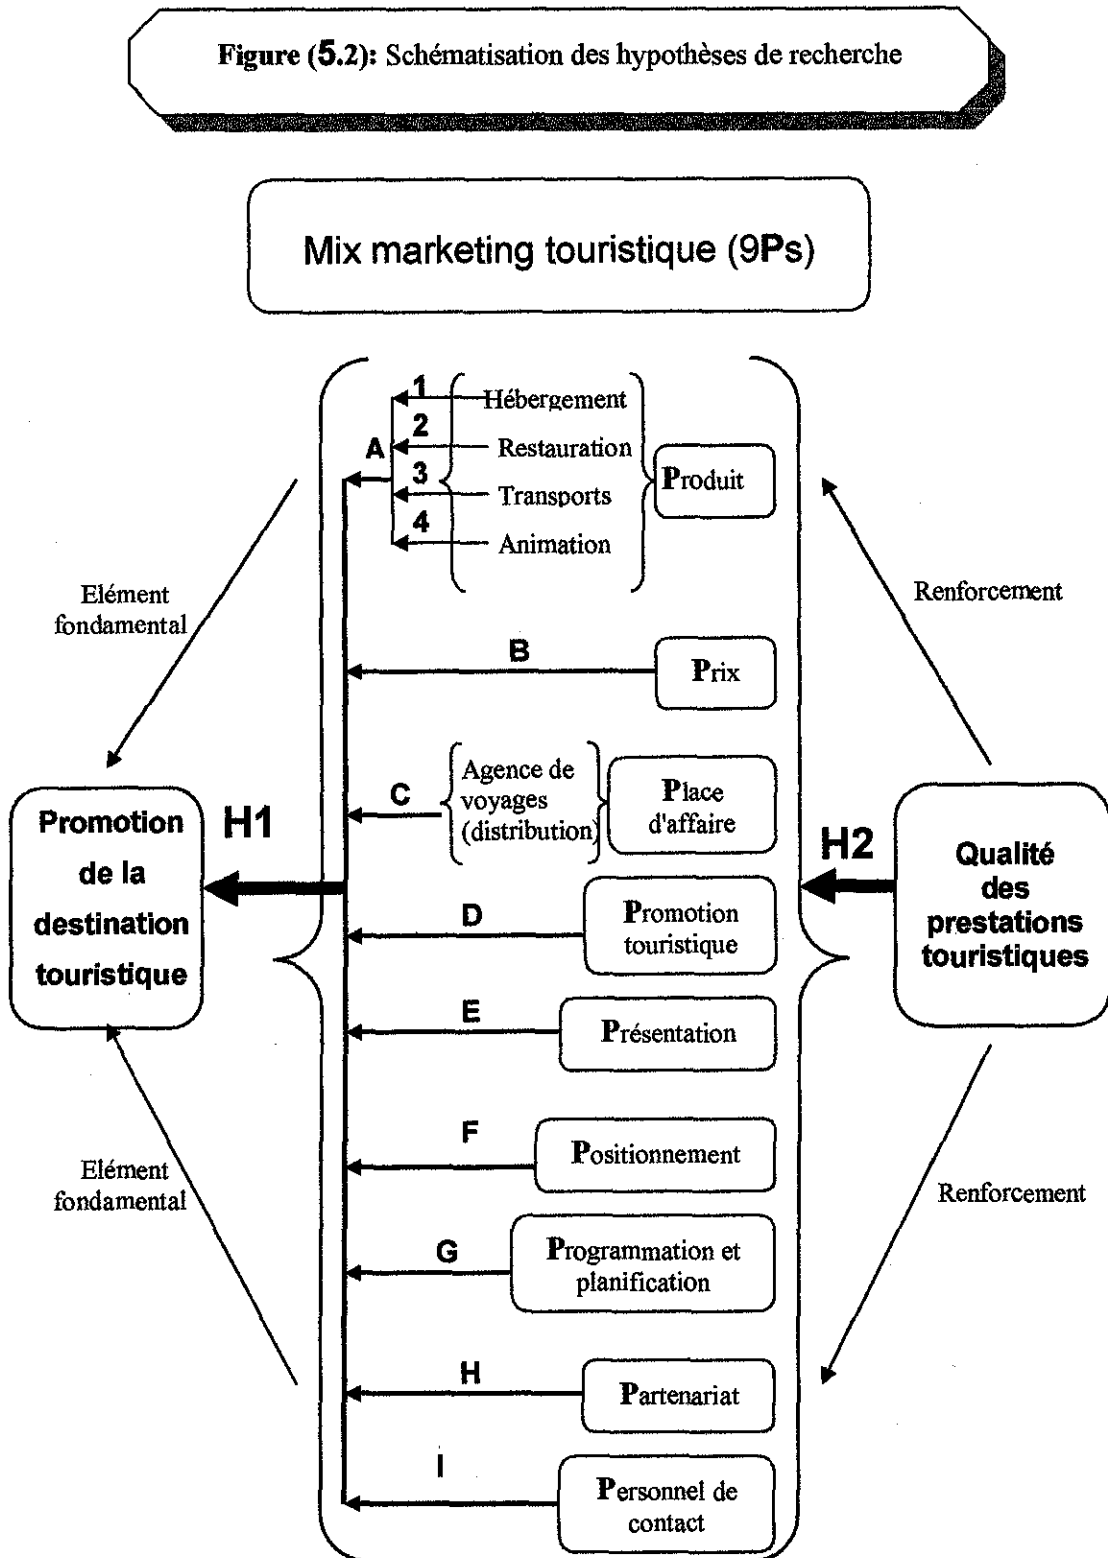 Figure (5.2): Schématisation des hypothèses de recherche
Mix marketing touristique (9Ps)
1
Hébergement
2
Restauration
A
3
Transports
4
Animation
Produit
Elément
fondamental
Renforcement
B
Prix
C
Agence de
voyages
(distribution)
Place
d'affaire
Promotion
de la
destination
touristique
H1
H2
Qualité
des
prestations
touristiques
D
Promotion
touristique
E
Présentation
F
Positionnement
Elément
fondamental
Renforcement
G
Programmation et
planification
H
Partenariat
I
Personnel de
contact